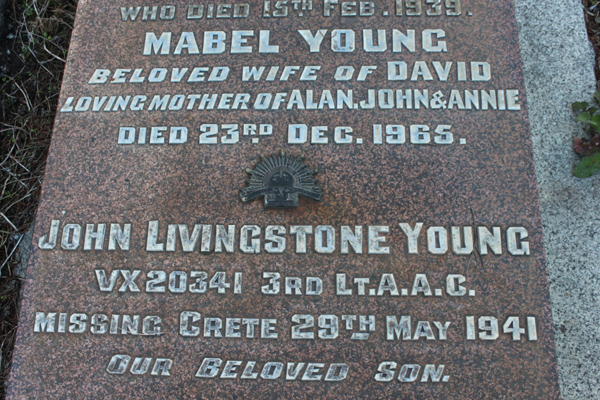 WHO DIED 15TH FEB. 1939.
MABEL YOUNG
BELOVED WIFE OF DAVID
LOVING MOTHER OF ALAN, JOHN & ANNIE
DIED 23RD DEC. 1965.
JOHN LIVINGSTONE YOUNG
VX20341 3RD LT.A.A.C.
MISSING CRETE 29TH MAY 1941
OUR BELOVED SON.